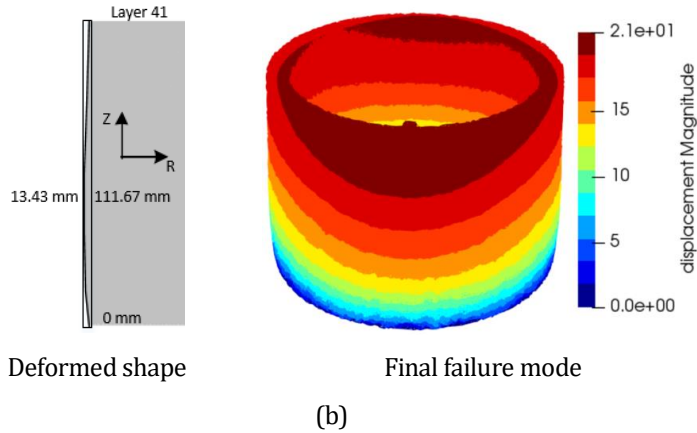 Layer 41
Z
R
13.43 mm
111.67 mm
0 mm
2.1e+01
15
10
5
0.0e+00
displacement Magnitude
Deformed shape
Final failure mode
(b)